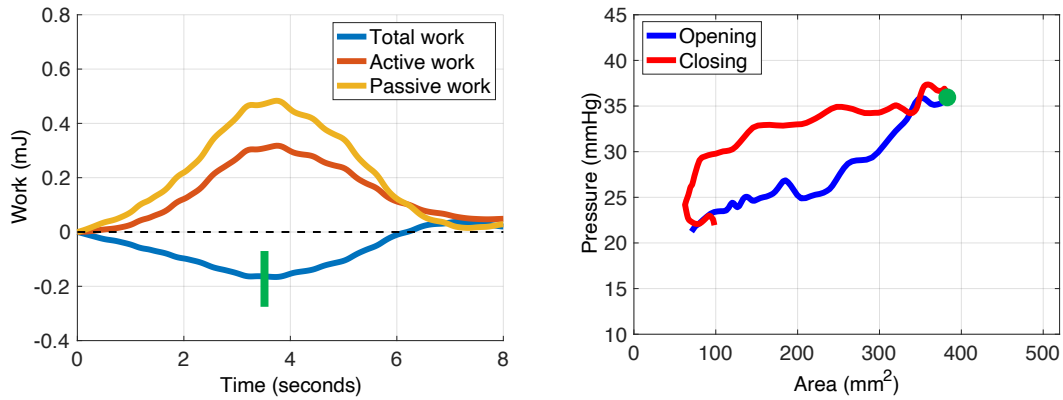 0.8
0.6
0.4
0.2
0
-0.2
-0.4
Work (mJ)
Total work
Active work
Passive work
0
2
4
6
8
Time (seconds)
45
40
35
30
25
20
15
10
Pressure (mmHg)
Opening
Closing
0
100
200
300
400
500
Area (mm²)